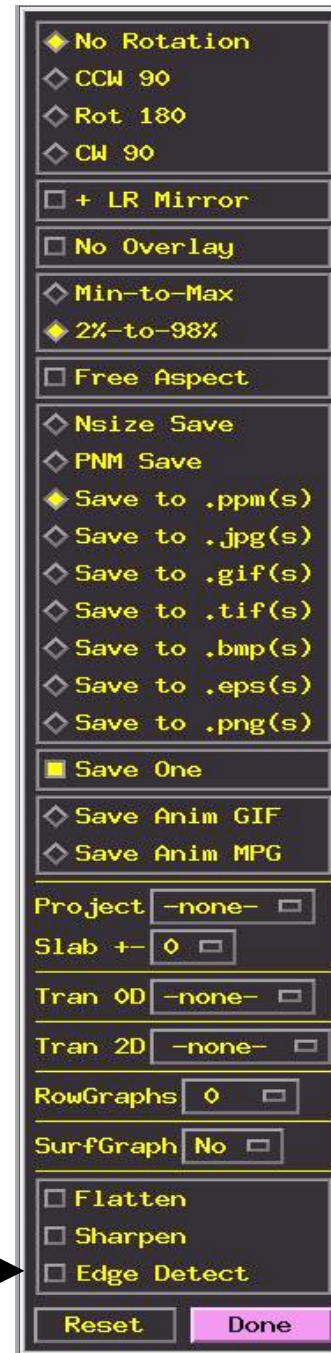 No Rotation
CCW 90
Rot 180
CW 90
+ LR Mirror
No Overlay
Min-to-Max
2%-to-98%
Free Aspect
Nsize Save
PNM Save
Save to .ppm(s)
Save to .jpg(s)
Save to .gif(s)
Save to .tif(s)
Save to .bmp(s)
Save to .eps(s)
Save to .png(s)
Save One
Save Anim GIF
Save Anim MPG
Project -none-
Slab +- 0
Tran 0D -none-
Tran 2D -none-
RowGraphs 0
SurfGraph No
Flatten
Sharpen
Edge Detect
Reset Done